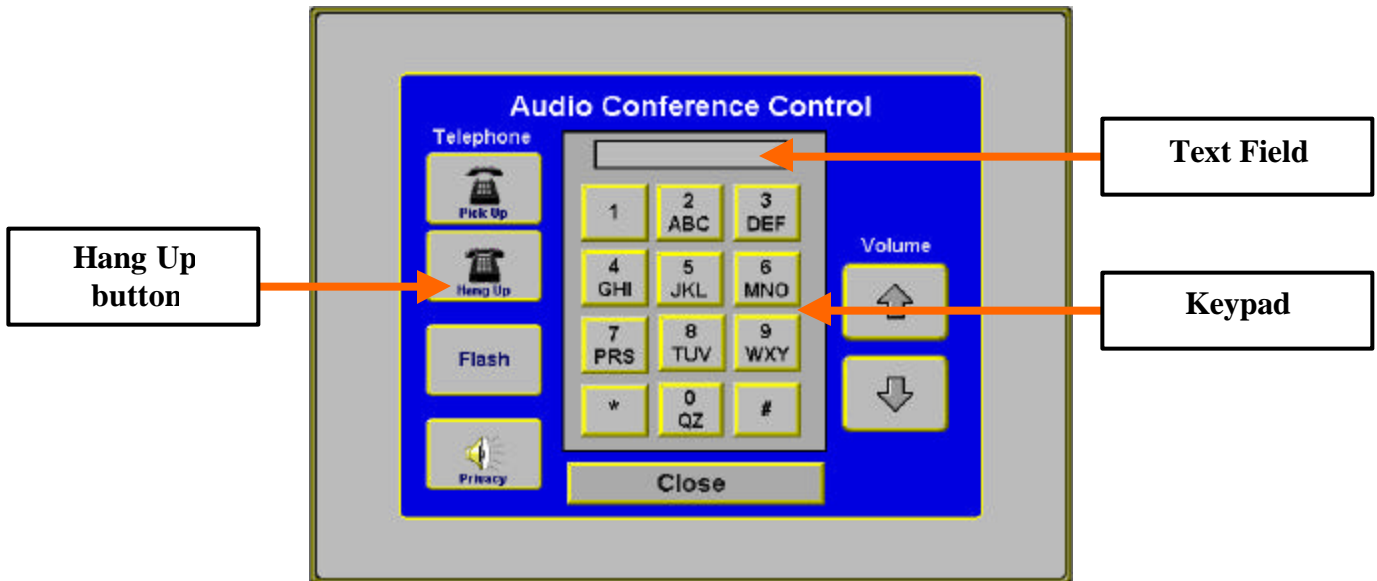 Audio Conference Control
Telephone
Pick Up
Hang Up
Flash
Privacy
1
2
ABC
3
DEF
4
GHI
5
JKL
6
MNO
7
PRS
8
TUV
9
WXY
*
0
QZ
#
Close
Volume
Hang Up
button
Text Field
Keypad